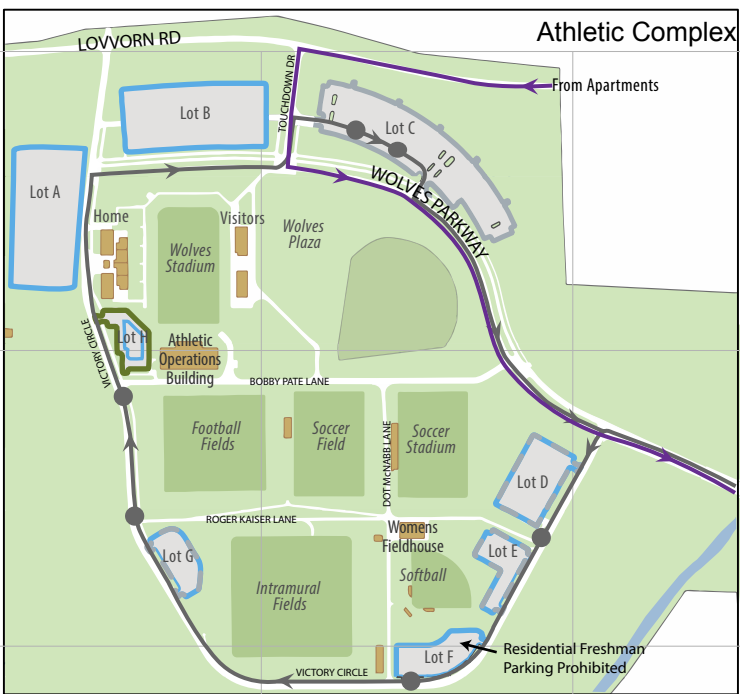 Athletic Complex
LOVVORN RD
TOUCHDOWN DR
From Apartments
Lot B
Lot C
Lot A
WOLVES PARKWAY
Home
Visitors
Wolves
Plaza
Wolves
Stadium
VICTORY CIRCLE
Lot H
Athletic
Operations
Building
BOBBY PATE LANE
Football
Fields
Soccer
Field
DOT McNABB LANE
Soccer
Stadium
Lot D
ROGER KAISER LANE
Womens
Fieldhouse
Lot E
Lot G
Softball
Intramural
Fields
Lot F
Residential Freshman
Parking Prohibited
VICTORY CIRCLE